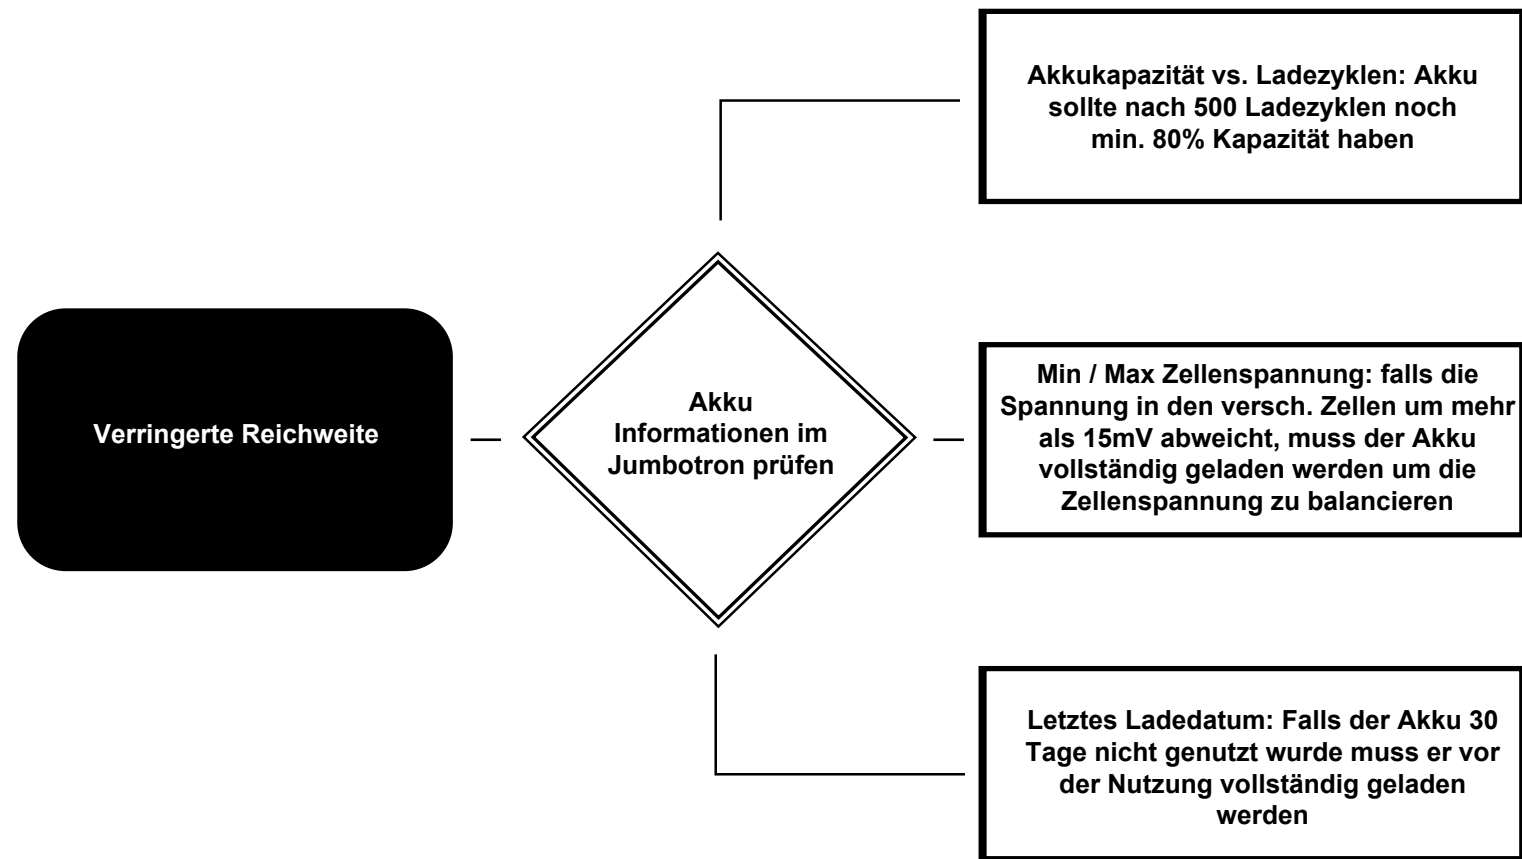 Akkukapazität vs. Ladezyklen: Akku
sollte nach 500 Ladezyklen noch
min. 80% Kapazität haben
Verringerte Reichweite
Akku
Informationen im
Jumbotron prüfen
Min / Max Zellenspannung: falls die
Spannung in den versch. Zellen um mehr
als 15mV abweicht, muss der Akku
vollständig geladen werden um die
Zellenspannung zu balancieren
Letztes Ladedatum: Falls der Akku 30
Tage nicht genutzt wurde muss er vor
der Nutzung vollständig geladen
werden